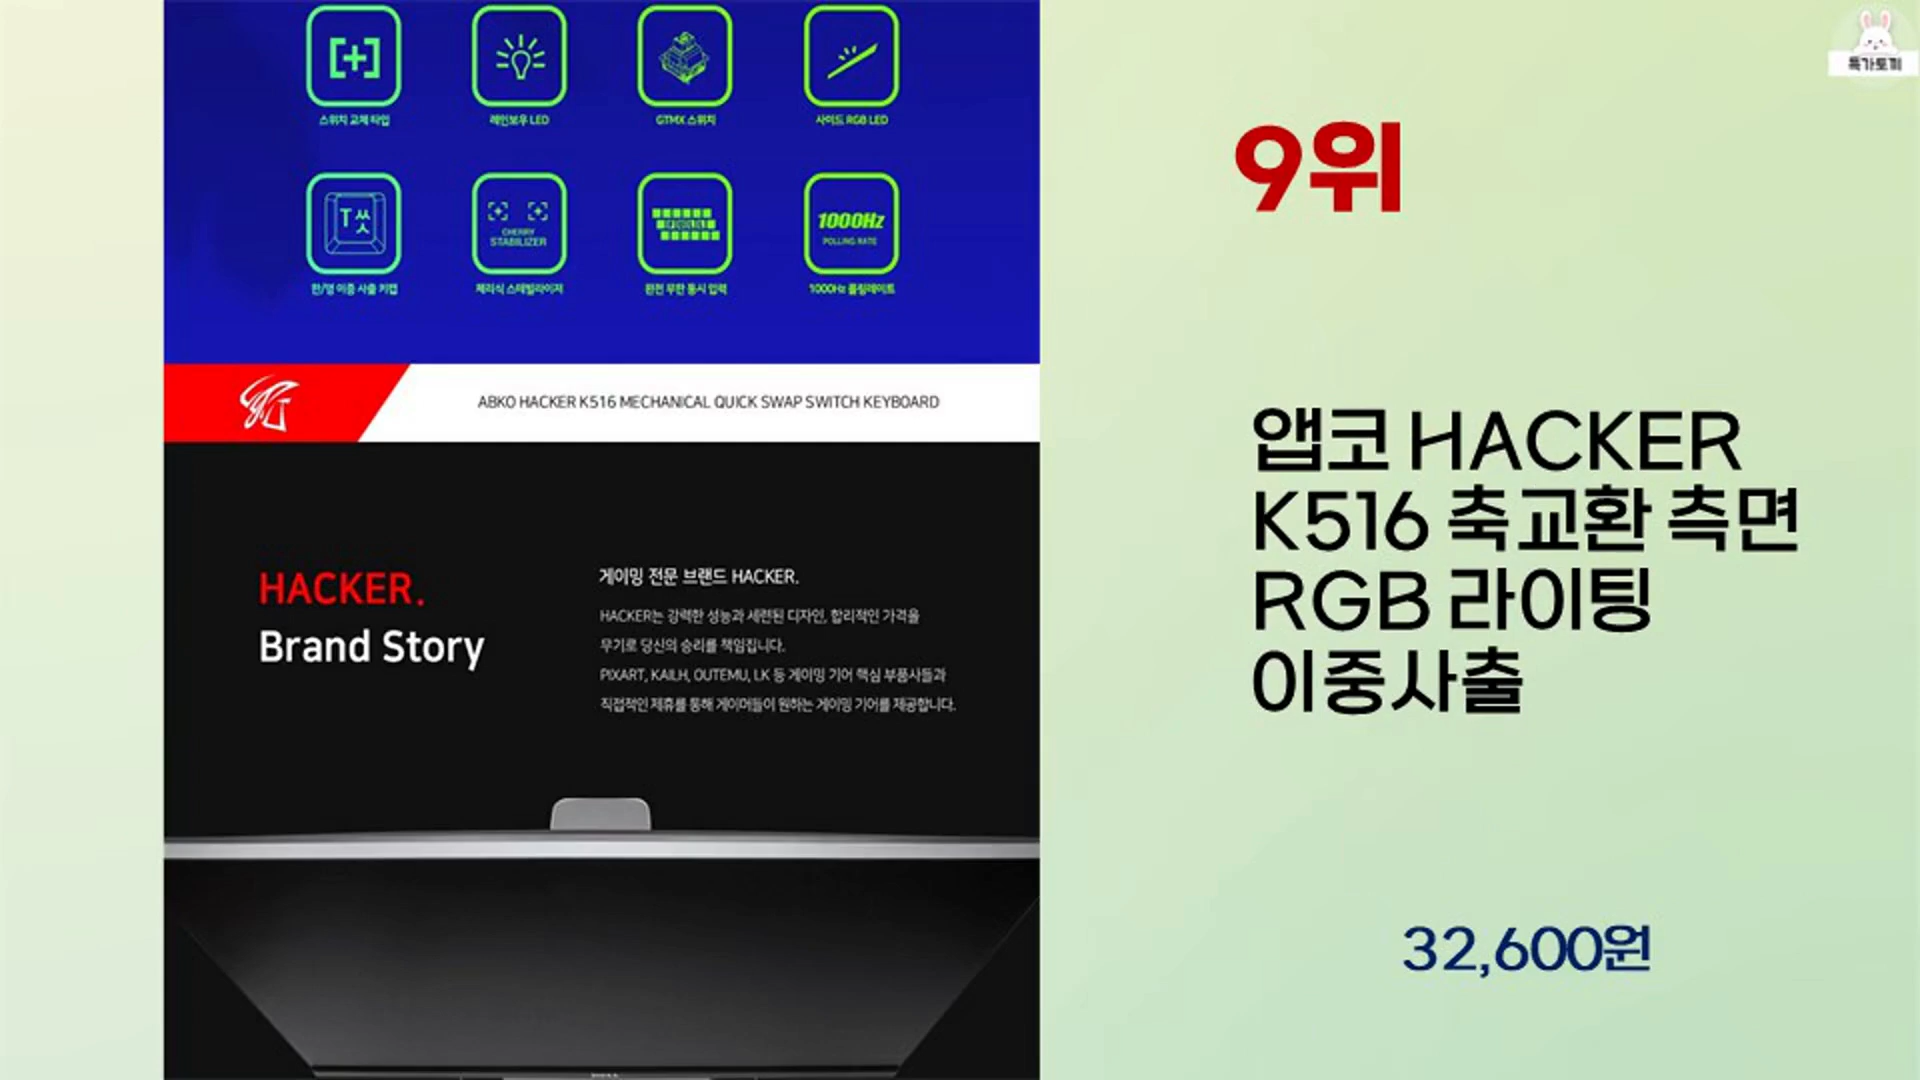 특가토끼
스위치 교체 타입
레인보우 LED
GTMX 스위치
사이드 RGB LED
T ㅆ ㅅ
CHERRY
STABILIZER
1000Hz
POLLING RATE
한/영 이중 사출 키캡
체리식 스테빌라이저
완전 무한 동시 입력
1000Hz 폴링레이트
ABKO HACKER K516 MECHANICAL QUICK SWAP SWITCH KEYBOARD
HACKER.
Brand Story
게이밍 전문 브랜드 HACKER.
HACKER는 강력한 성능과 세련된 디자인, 합리적인 가격을
무기로 당신의 승리를 책임집니다.
PIXART, KAILH, OUTEMU, LK 등 게이밍 기어 핵심 부품사들과
직접적인 제휴를 통해 게이머들이 원하는 게이밍 기어를 제공합니다.
9위
앱코 HACKER
K516 축교환 측면
RGB 라이팅
이중사출
32,600원